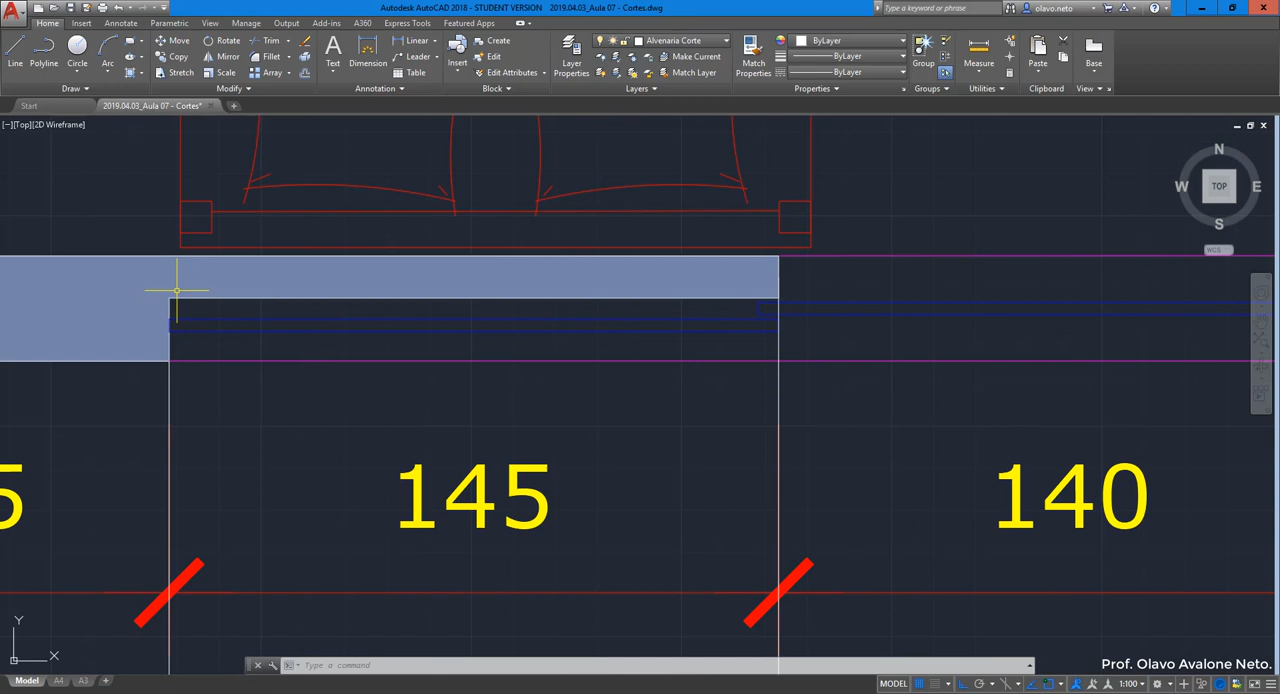 Autodesk AutoCAD 2018 - STUDENT VERSION 2019.04.03_Aula 07 - Cortes.dwg
Type a keyword or phrase
olavo.neto
Home Insert Annotate Parametric View Manage Output Add-ins A360 Express Tools Featured Apps
Line Polyline Circle Arc
Move Rotate Trim
Copy Mirror Fillet
Stretch Scale Array
Text Dimension
Linear
Leader
Table
Insert
Create
Edit
Edit Attributes
Layer Properties
Alvenaria Corte
Make Current
Match Layer
Match Properties
ByLayer
ByLayer
ByLayer
Group
Measure
Paste
Base
Draw Modify Annotation Block Layers Properties Groups Utilities Clipboard View
Start 2019.04.03_Aula 07 - Cortes*
[−][Top][2D Wireframe]
N
W TOP E
S
WCS
5 145 140
Y
X
Type a command
Prof. Olavo Avalone Neto.
Model A4 A3
MODEL 1:100